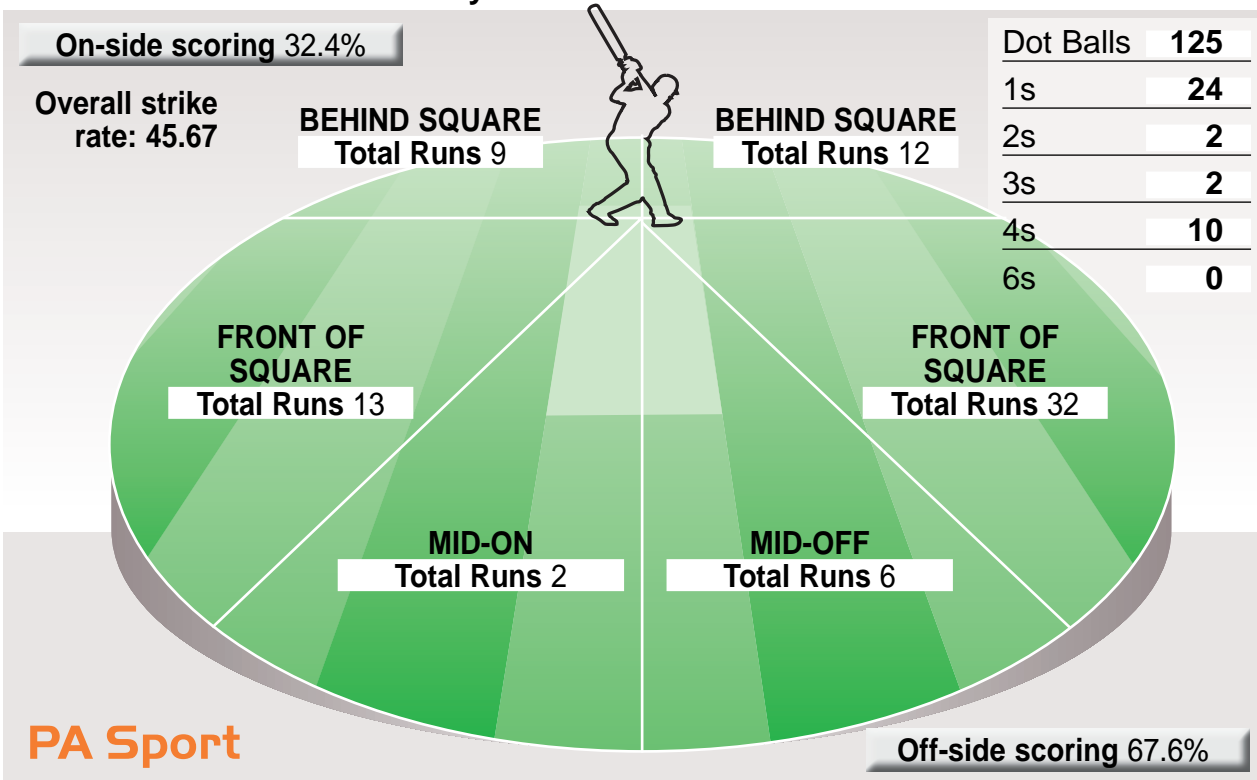 On-side scoring 32.4%
Overall strike
rate: 45.67
BEHIND SQUARE
Total Runs 9
BEHIND SQUARE
Total Runs 12
Dot Balls 125
1s 24
2s 2
3s 2
4s 10
6s 0
FRONT OF
SQUARE
Total Runs 13
FRONT OF
SQUARE
Total Runs 32
MID-ON
Total Runs 2
MID-OFF
Total Runs 6
PA Sport
Off-side scoring 67.6%